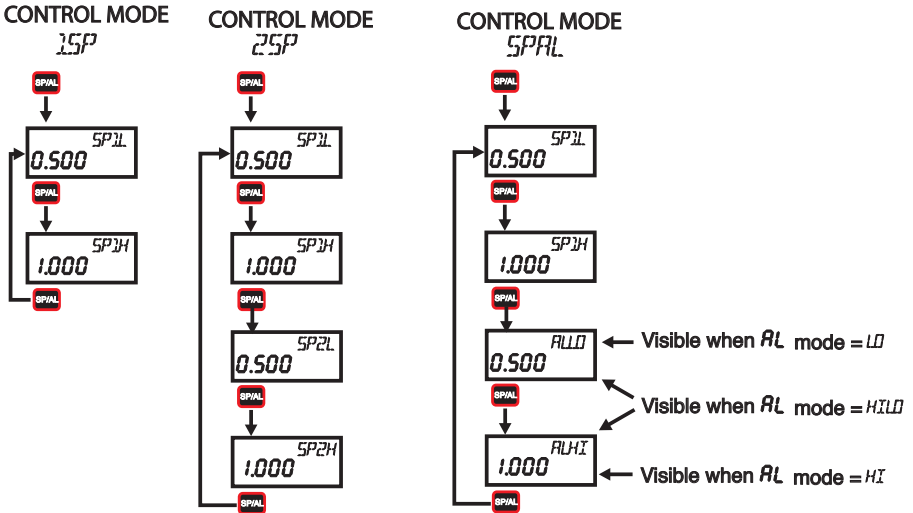 CONTROL MODE
1SP
SP/AL
SP1L
0.500
SP/AL
SP1H
1.000
SP/AL
CONTROL MODE
2SP
SP/AL
SP1L
0.500
SP/AL
SP1H
1.000
SP/AL
SP2L
0.500
SP/AL
SP2H
1.000
SP/AL
CONTROL MODE
SPAL
SP/AL
SP1L
0.500
SP/AL
SP1H
1.000
SP/AL
ALLO
0.500
SP/AL
ALHI
1.000
SP/AL
Visible when AL mode = LO
Visible when AL mode = HILO
Visible when AL mode = HI